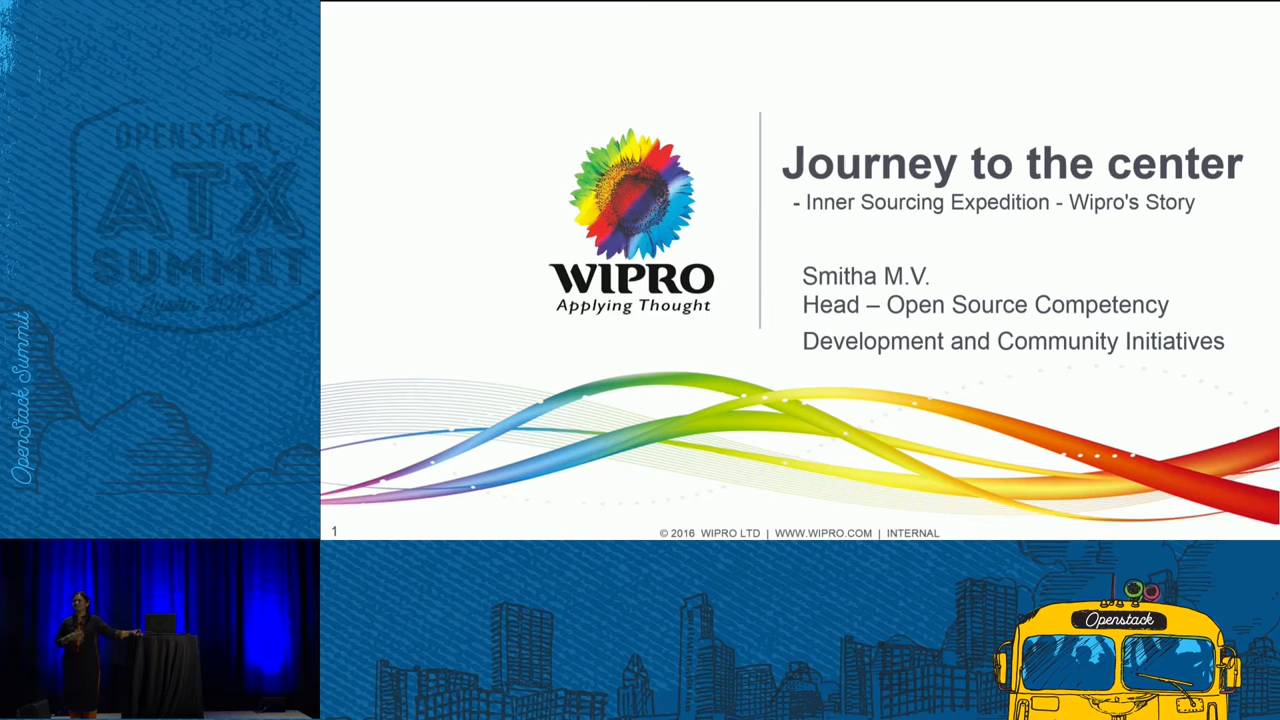 OPENSTACK
ATX
SUMMIT
OpenStack Summit
WIPRO
Applying Thought
Journey to the center
- Inner Sourcing Expedition - Wipro's Story
Smitha M.V.
Head – Open Source Competency
Development and Community Initiatives
1
© 2016 WIPRO LTD | WWW.WIPRO.COM | INTERNAL
Openstack